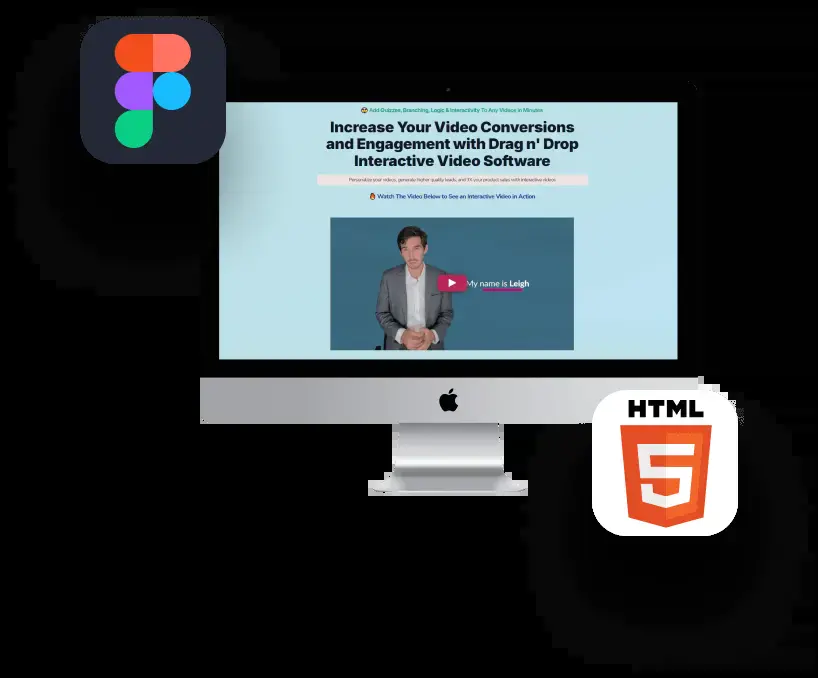 Add Quizzes, Branching, Logic & Interactivity To Any Videos in Minutes
Increase Your Video Conversions
and Engagement with Drag n' Drop
Interactive Video Software
Personalize your videos, generate higher quality leads, and 1X your product sales with interactive videos
Watch The Video Below to See an Interactive Video in Action
My name is Leigh
HTML
5